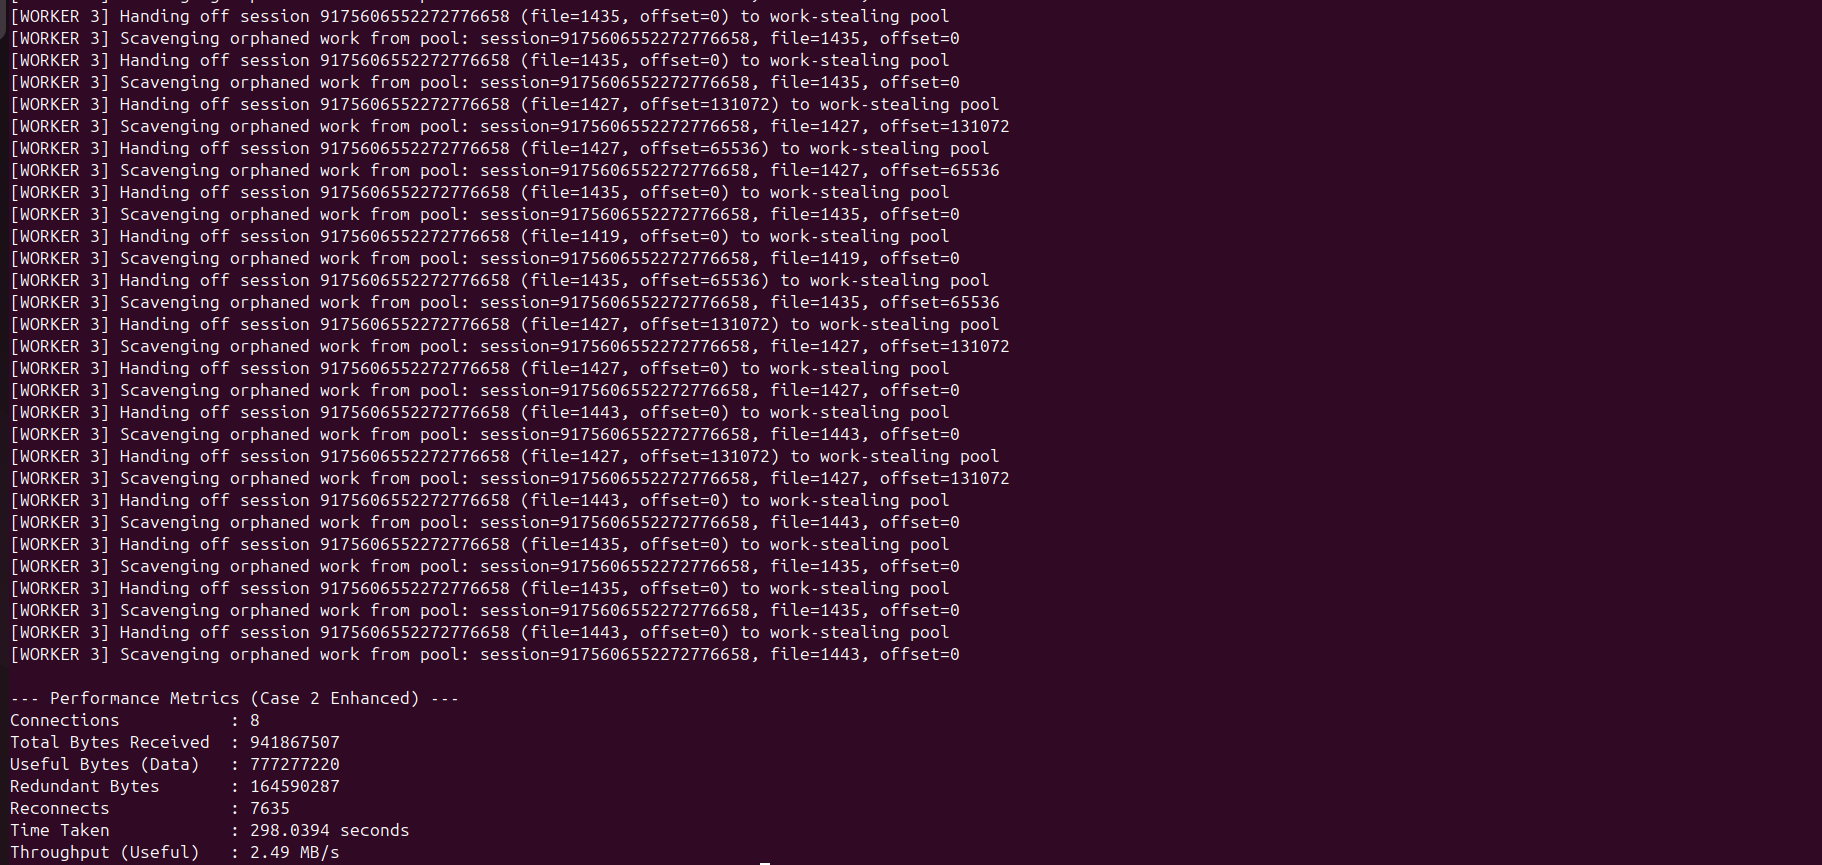 [WORKER 3] Handing off session 9175606552272776658 (file=1435, offset=0) to work-stealing pool
[WORKER 3] Scavenging orphaned work from pool: session=9175606552272776658, file=1435, offset=0
[WORKER 3] Handing off session 9175606552272776658 (file=1435, offset=0) to work-stealing pool
[WORKER 3] Scavenging orphaned work from pool: session=9175606552272776658, file=1435, offset=0
[WORKER 3] Handing off session 9175606552272776658 (file=1427, offset=131072) to work-stealing pool
[WORKER 3] Scavenging orphaned work from pool: session=9175606552272776658, file=1427, offset=131072
[WORKER 3] Handing off session 9175606552272776658 (file=1427, offset=65536) to work-stealing pool
[WORKER 3] Scavenging orphaned work from pool: session=9175606552272776658, file=1427, offset=65536
[WORKER 3] Handing off session 9175606552272776658 (file=1435, offset=0) to work-stealing pool
[WORKER 3] Scavenging orphaned work from pool: session=9175606552272776658, file=1435, offset=0
[WORKER 3] Handing off session 9175606552272776658 (file=1419, offset=0) to work-stealing pool
[WORKER 3] Scavenging orphaned work from pool: session=9175606552272776658, file=1419, offset=0
[WORKER 3] Handing off session 9175606552272776658 (file=1435, offset=65536) to work-stealing pool
[WORKER 3] Scavenging orphaned work from pool: session=9175606552272776658, file=1435, offset=65536
[WORKER 3] Handing off session 9175606552272776658 (file=1427, offset=131072) to work-stealing pool
[WORKER 3] Scavenging orphaned work from pool: session=9175606552272776658, file=1427, offset=131072
[WORKER 3] Handing off session 9175606552272776658 (file=1427, offset=0) to work-stealing pool
[WORKER 3] Scavenging orphaned work from pool: session=9175606552272776658, file=1427, offset=0
[WORKER 3] Handing off session 9175606552272776658 (file=1443, offset=0) to work-stealing pool
[WORKER 3] Scavenging orphaned work from pool: session=9175606552272776658, file=1443, offset=0
[WORKER 3] Handing off session 9175606552272776658 (file=1427, offset=131072) to work-stealing pool
[WORKER 3] Scavenging orphaned work from pool: session=9175606552272776658, file=1427, offset=131072
[WORKER 3] Handing off session 9175606552272776658 (file=1443, offset=0) to work-stealing pool
[WORKER 3] Scavenging orphaned work from pool: session=9175606552272776658, file=1443, offset=0
[WORKER 3] Handing off session 9175606552272776658 (file=1435, offset=0) to work-stealing pool
[WORKER 3] Scavenging orphaned work from pool: session=9175606552272776658, file=1435, offset=0
[WORKER 3] Handing off session 9175606552272776658 (file=1435, offset=0) to work-stealing pool
[WORKER 3] Scavenging orphaned work from pool: session=9175606552272776658, file=1435, offset=0
[WORKER 3] Handing off session 9175606552272776658 (file=1443, offset=0) to work-stealing pool
[WORKER 3] Scavenging orphaned work from pool: session=9175606552272776658, file=1443, offset=0
--- Performance Metrics (Case 2 Enhanced) ---
Connections : 8
Total Bytes Received : 941867507
Useful Bytes (Data) : 777277220
Redundant Bytes : 164590287
Reconnects : 7635
Time Taken : 298.0394 seconds
Throughput (Useful) : 2.49 MB/s